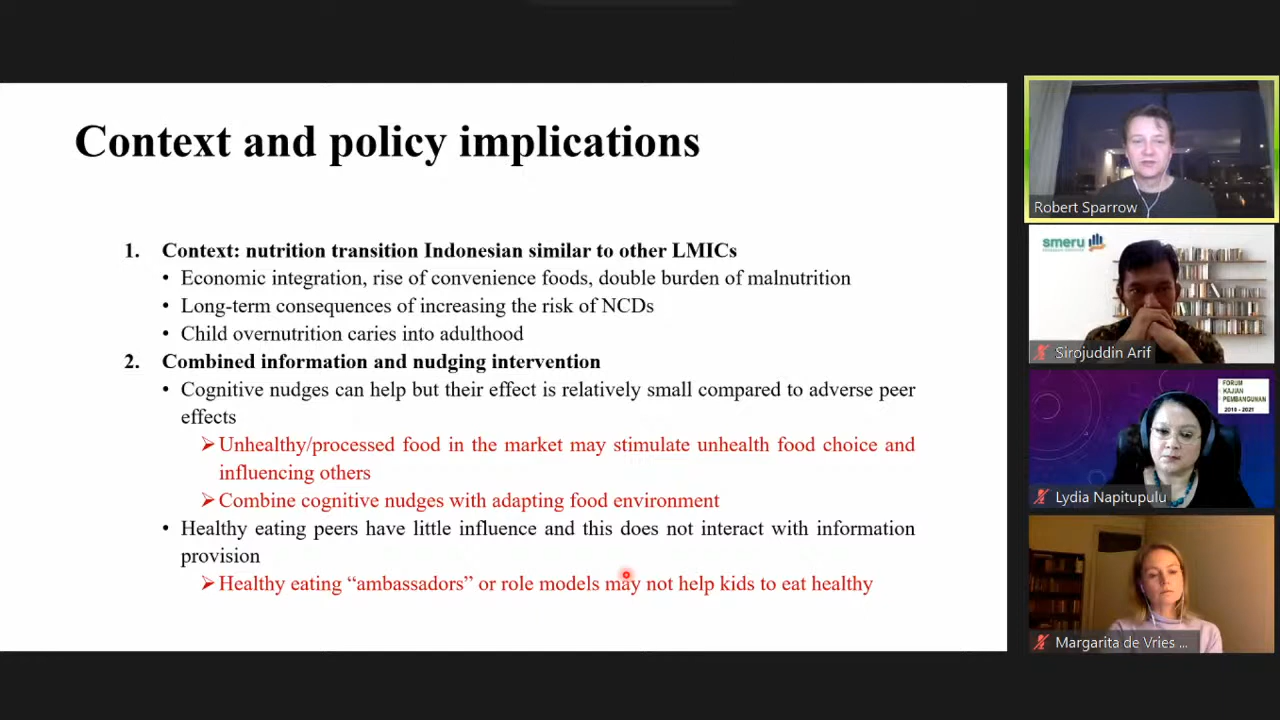 Context and policy implications
1. Context: nutrition transition Indonesian similar to other LMICs
• Economic integration, rise of convenience foods, double burden of malnutrition
• Long-term consequences of increasing the risk of NCDs
• Child overnutrition caries into adulthood
2. Combined information and nudging intervention
• Cognitive nudges can help but their effect is relatively small compared to adverse peer
effects
➢ Unhealthy/processed food in the market may stimulate unhealth food choice and
influencing others
➢ Combine cognitive nudges with adapting food environment
• Healthy eating peers have little influence and this does not interact with information
provision
➢ Healthy eating “ambassadors” or role models may not help kids to eat healthy
Robert Sparrow
smeru
Sirojuddin Arif
FORUM
KAJIAN
PEMBANGUNAN
2018 - 2021
Lydia Napitupulu
Margarita de Vries ...